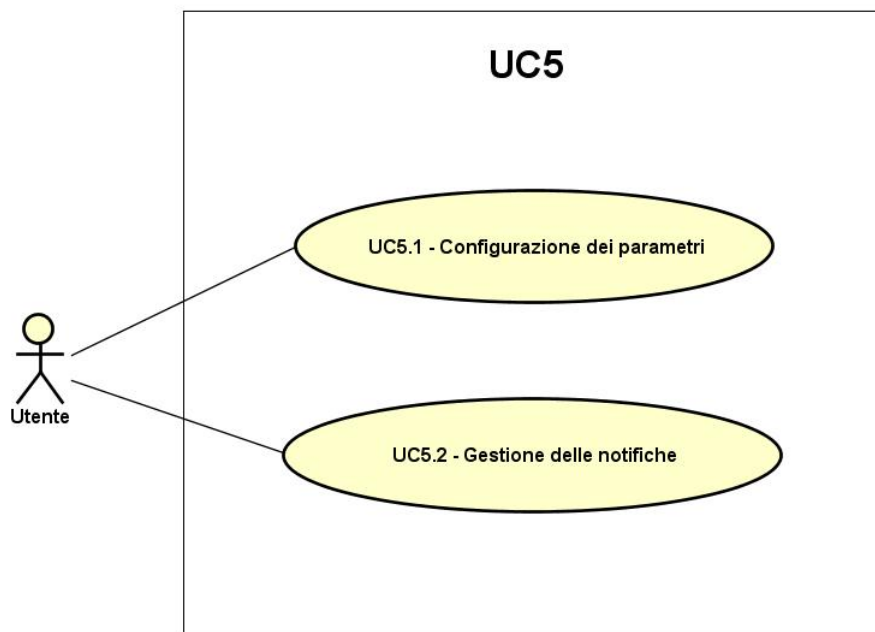 UC5
UC5.1 - Configurazione dei parametri
Utente
UC5.2 - Gestione delle notifiche